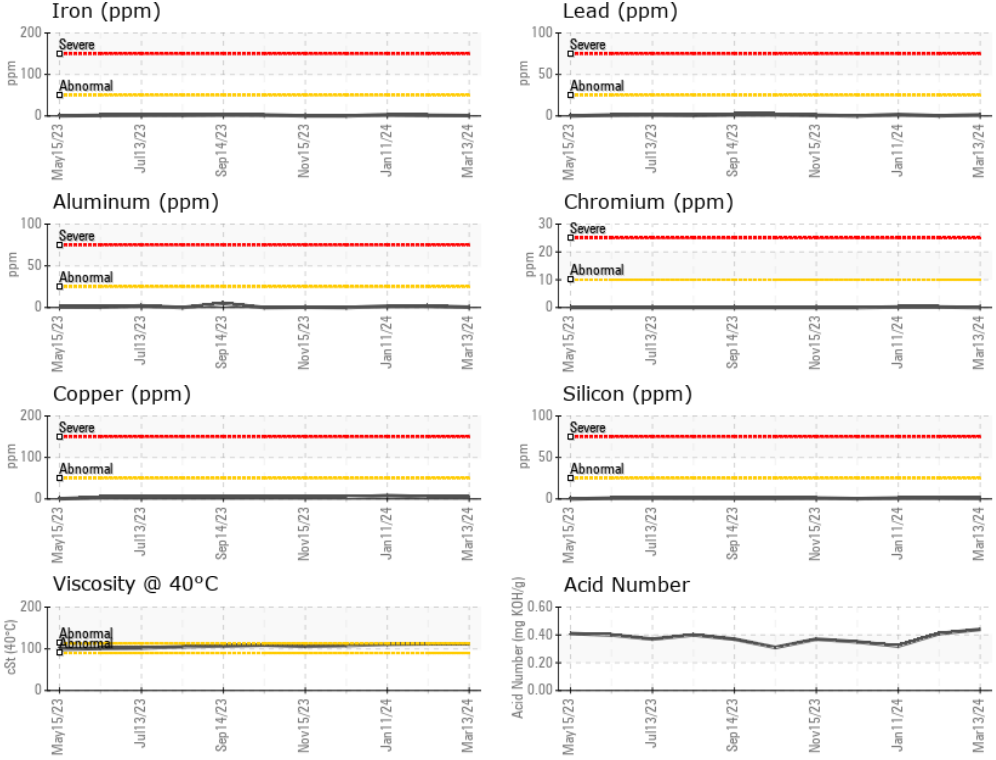 Iron (ppm)
200
100
0
ppm
Severe
Abnormal
May15/23
Jul13/23
Sep14/23
Nov15/23
Jan11/24
Mar13/24
Lead (ppm)
100
50
0
ppm
Severe
Abnormal
May15/23
Jul13/23
Sep14/23
Nov15/23
Jan11/24
Mar13/24
Aluminum (ppm)
100
50
0
ppm
Severe
Abnormal
May15/23
Jul13/23
Sep14/23
Nov15/23
Jan11/24
Mar13/24
Chromium (ppm)
30
20
10
0
ppm
Severe
Abnormal
May15/23
Jul13/23
Sep14/23
Nov15/23
Jan11/24
Mar13/24
Copper (ppm)
200
100
0
ppm
Severe
Abnormal
May15/23
Jul13/23
Sep14/23
Nov15/23
Jan11/24
Mar13/24
Silicon (ppm)
100
50
0
ppm
Severe
Abnormal
May15/23
Jul13/23
Sep14/23
Nov15/23
Jan11/24
Mar13/24
Viscosity @ 40°C
200
100
0
cSt (40°C)
Abnormal
Abnormal
May15/23
Jul13/23
Sep14/23
Nov15/23
Jan11/24
Mar13/24
Acid Number
0.60
0.40
0.20
0.00
Acid Number (mg KOH/g)
May15/23
Jul13/23
Sep14/23
Nov15/23
Jan11/24
Mar13/24